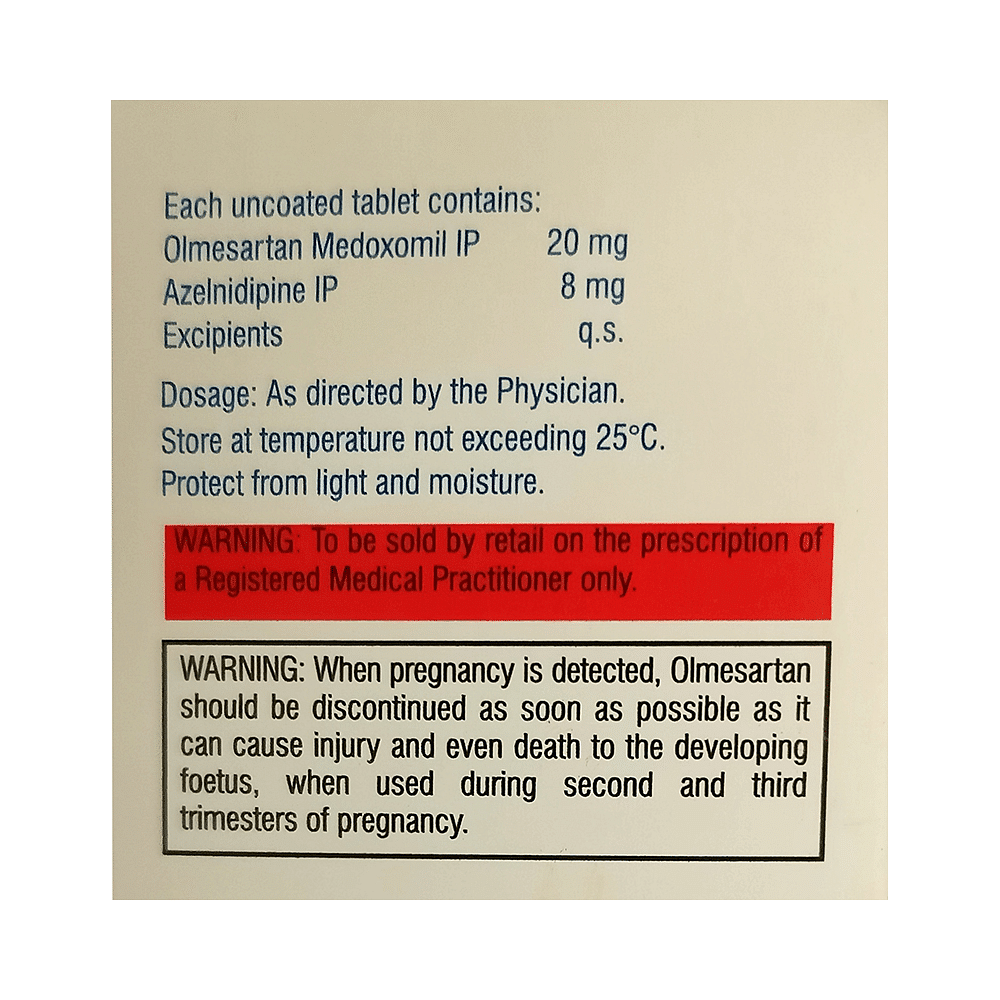 Each uncoated tablet contains:
Olmesartan Medoxomil IP 20 mg
Azelnidipine IP 8 mg
Excipients q.s.
Dosage: As directed by the Physician.
Store at temperature not exceeding 25°C.
Protect from light and moisture.
WARNING: To be sold by retail on the prescription of
a Registered Medical Practitioner only.
WARNING: When pregnancy is detected, Olmesartan
should be discontinued as soon as possible as it
can cause injury and even death to the developing
foetus, when used during second and third
trimesters of pregnancy.